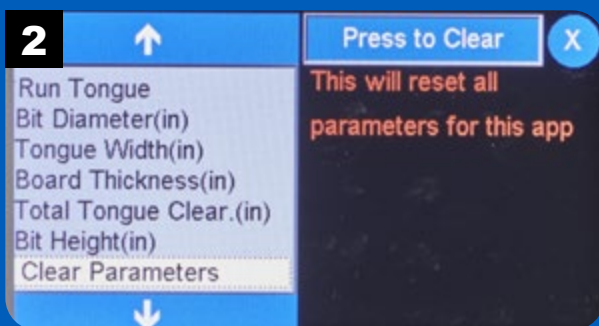 2
Run Tongue
Bit Diameter(in)
Tongue Width(in)
Board Thickness(in)
Total Tongue Clear.(in)
Bit Height(in)
Clear Parameters
Press to Clear
X
This will reset all
parameters for this app